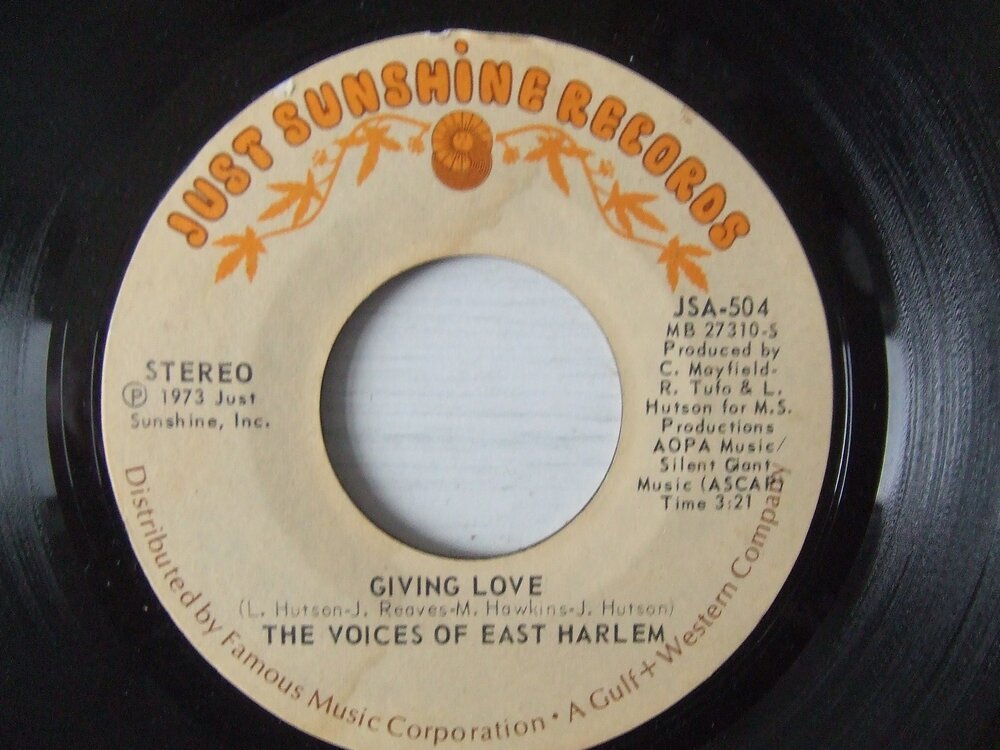 JUST SUNSHINE RECORDS
STEREO
Ⓟ 1973 Just
Sunshine, Inc.
JSA-504
MB 27310-S
Produced by
C. Mayfield-
R. Tufo & L.
Hutson for M.S.
Productions
AOPA Music/
Silent Giant
Music (ASCAP)
Time 3:21
GIVING LOVE
(L. Hutson-J. Reaves-M. Hawkins-J. Hutson)
THE VOICES OF EAST HARLEM
Distributed by Famous Music Corporation • A Gulf+Western Company